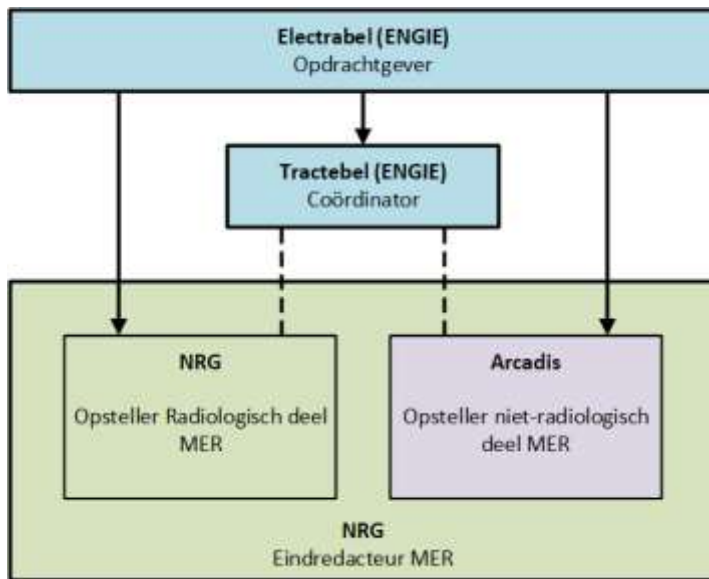 Electrabel (ENGIE)
Opdrachtgever
Tractebel (ENGIE)
Coördinator
NRG
Opsteller Radiologisch deel
MER
Arcadis
Opsteller niet-radiologisch
deel MER
NRG
Eindredacteur MER